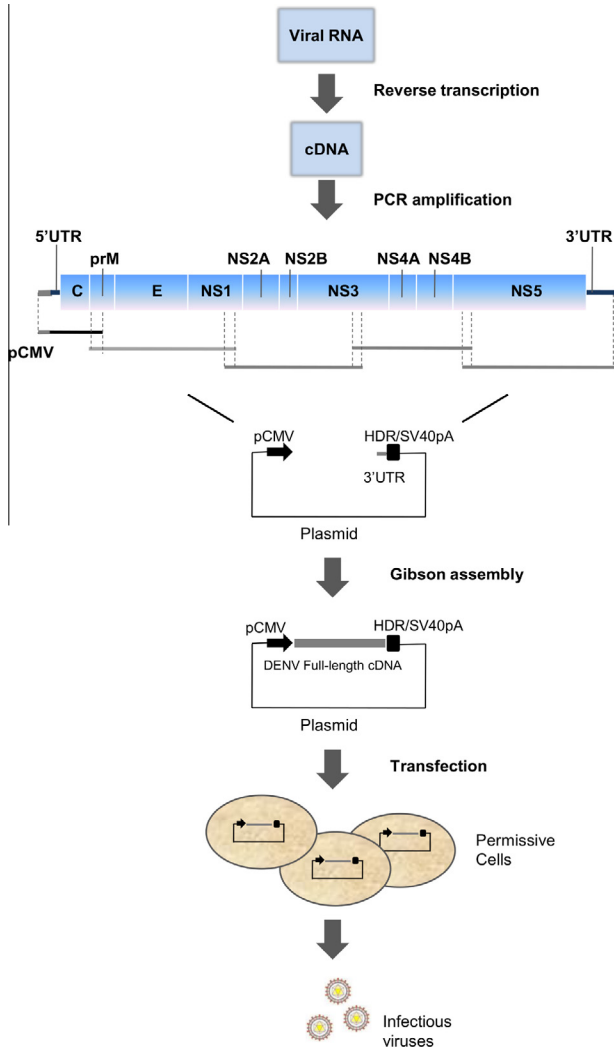 Viral RNA
Reverse transcription
cDNA
PCR amplification
5'UTR
3'UTR
prM
NS2A
NS2B
NS4A
NS4B
C
E
NS1
NS3
NS5
pCMV
pCMV
HDR/SV40pA
3'UTR
Plasmid
Gibson assembly
pCMV
HDR/SV40pA
DENV Full-length cDNA
Plasmid
Transfection
Permissive
Cells
Infectious
viruses